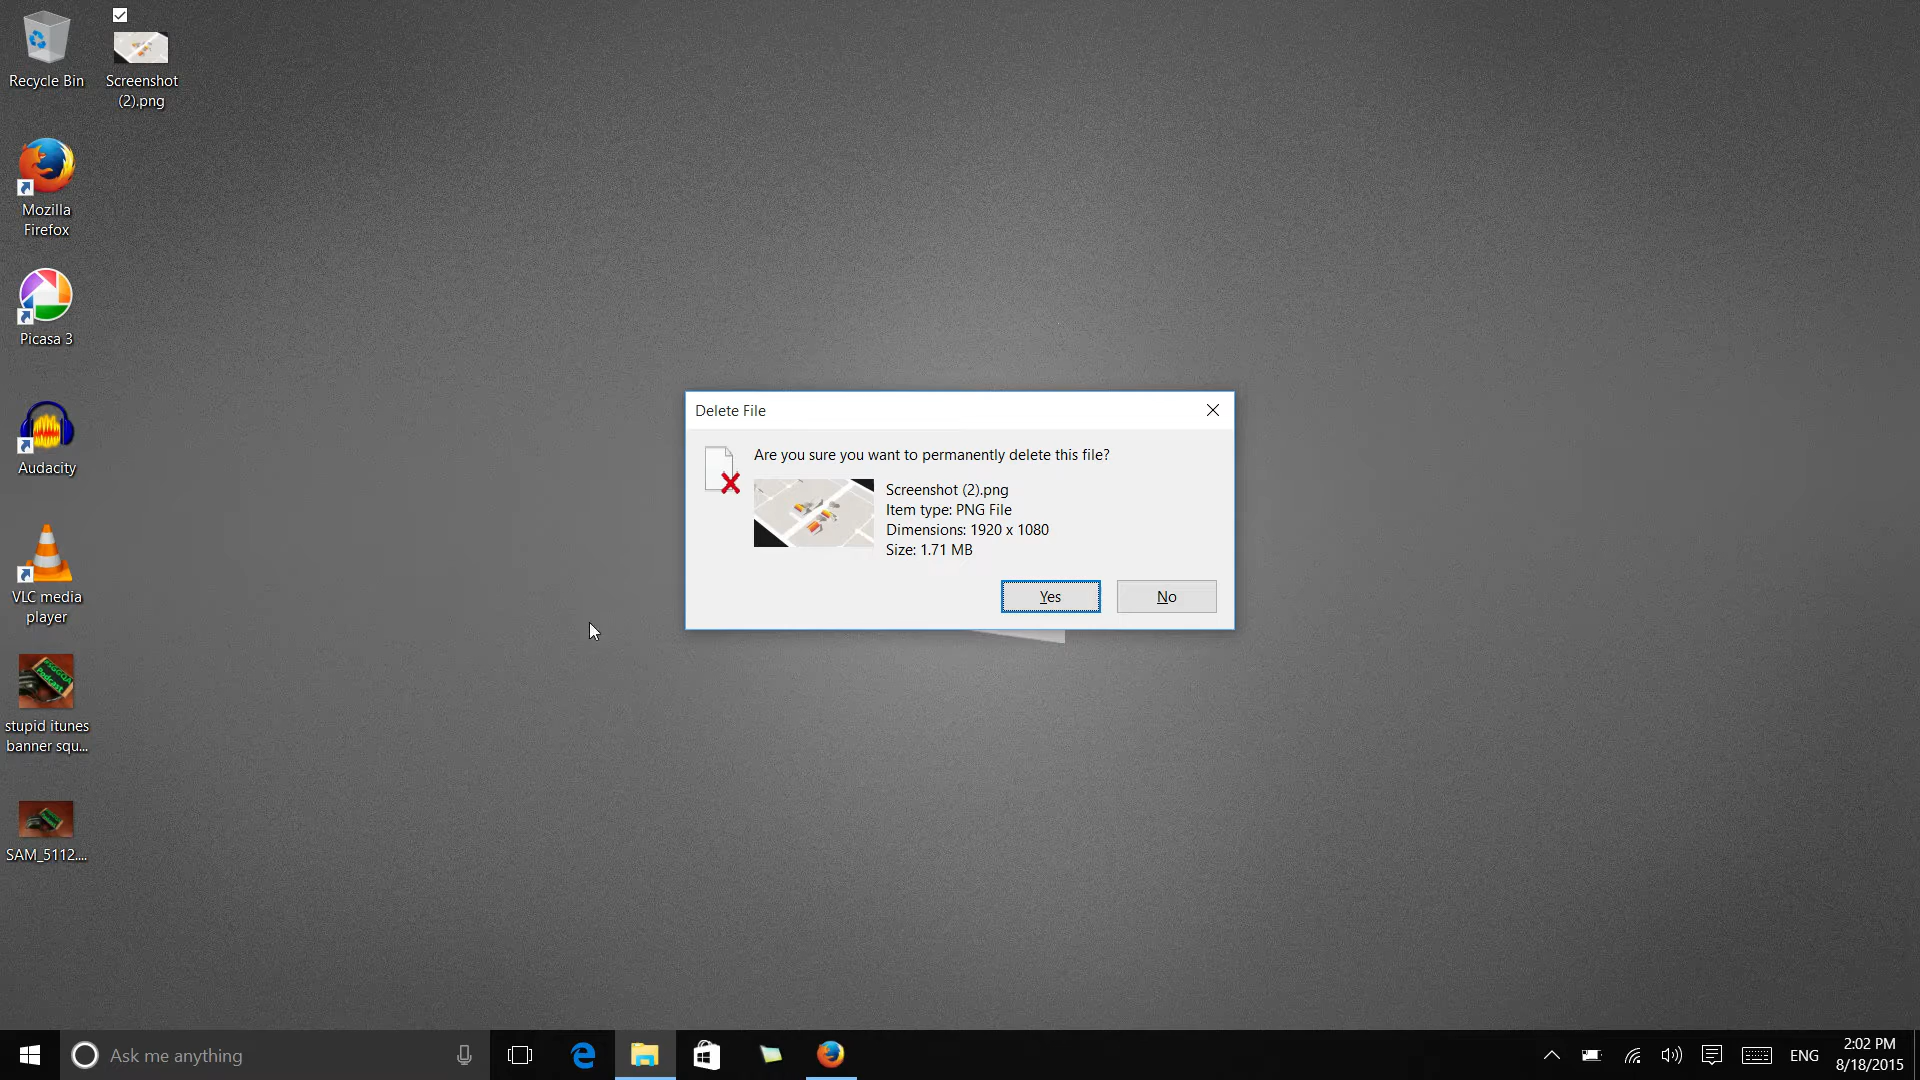 Recycle Bin
Screenshot
(2).png
Mozilla
Firefox
Picasa 3
Audacity
VLC media
player
stupid itunes
banner squ...
SAM_5112....
Delete File
Are you sure you want to permanently delete this file?
Screenshot (2).png
Item type: PNG File
Dimensions: 1920 x 1080
Size: 1.71 MB
Yes
No
Ask me anything
ENG
2:02 PM
8/18/2015